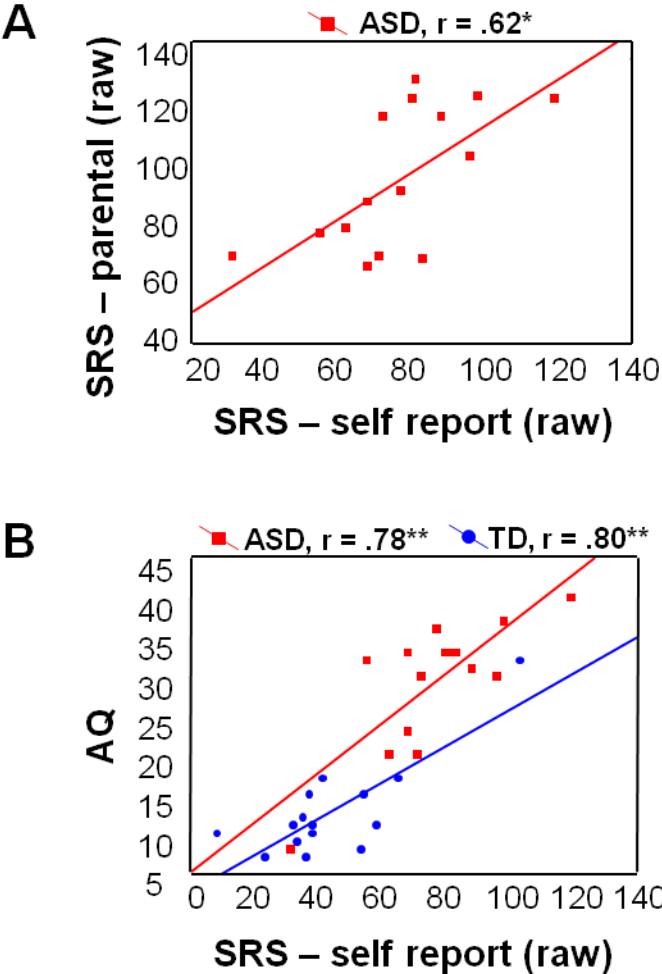 A
ASD, r = .62*
SRS – parental (raw)
140
120
100
80
60
40
20 40 60 80 100 120 140
SRS – self report (raw)
B
ASD, r = .78** TD, r = .80**
AQ
45
40
35
30
25
20
15
10
5
0 20 40 60 80 100 120 140
SRS – self report (raw)